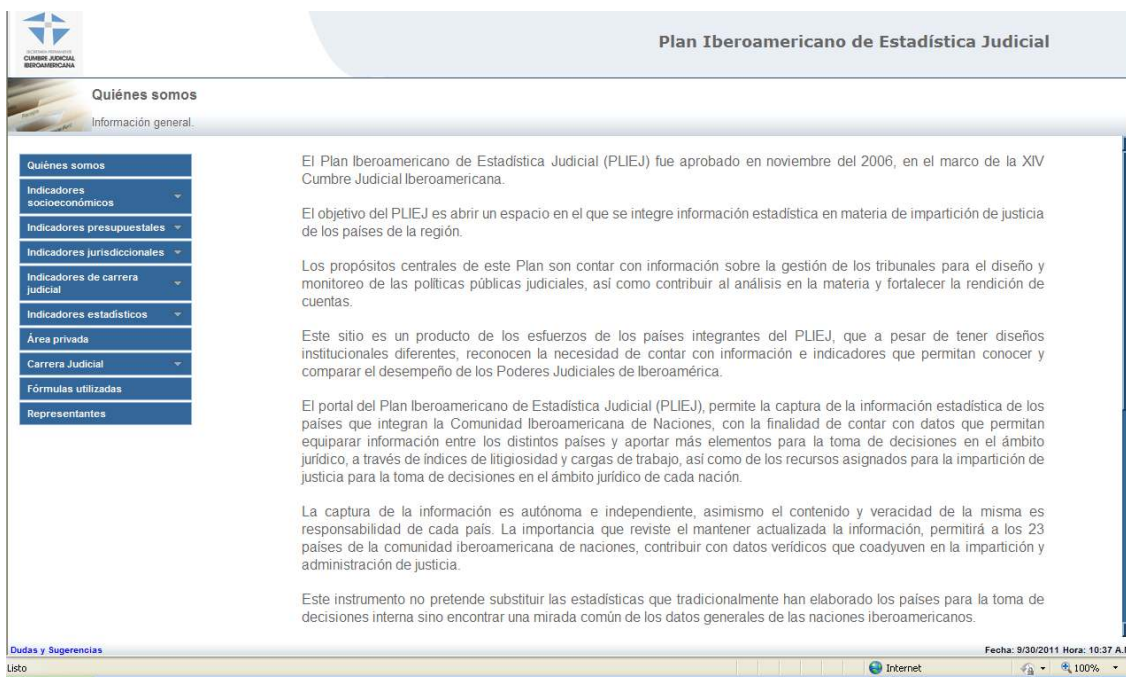 CUMBRE JUDICIAL
IBEROAMERICANA
Plan Iberoamericano de Estadística Judicial
Quiénes somos
Información general.
Quiénes somos
Indicadores
socioeconómicos
Indicadores presupuestales
Indicadores jurisdiccionales
Indicadores de carrera
judicial
Indicadores estadísticos
Área privada
Carrera Judicial
Fórmulas utilizadas
Representantes
El Plan Iberoamericano de Estadística Judicial (PLIEJ) fue aprobado en noviembre del 2006, en el marco de la XIV
Cumbre Judicial Iberoamericana.
El objetivo del PLIEJ es abrir un espacio en el que se integre información estadística en materia de impartición de justicia
de los países de la región.
Los propósitos centrales de este Plan son contar con información sobre la gestión de los tribunales para el diseño y
monitoreo de las políticas públicas judiciales, así como contribuir al análisis en la materia y fortalecer la rendición de
cuentas.
Este sitio es un producto de los esfuerzos de los países integrantes del PLIEJ, que a pesar de tener diseños
institucionales diferentes, reconocen la necesidad de contar con información e indicadores que permitan conocer y
comparar el desempeño de los Poderes Judiciales de Iberoamérica.
El portal del Plan Iberoamericano de Estadística Judicial (PLIEJ), permite la captura de la información estadística de los
países que integran la Comunidad Iberoamericana de Naciones, con la finalidad de contar con datos que permitan
equiparar información entre los distintos países y aportar más elementos para la toma de decisiones en el ámbito
jurídico, a través de índices de litigiosidad y cargas de trabajo, así como de los recursos asignados para la impartición de
justicia para la toma de decisiones en el ámbito jurídico de cada nación.
La captura de la información es autónoma e independiente, asimismo el contenido y veracidad de la misma es
responsabilidad de cada país. La importancia que reviste el mantener actualizada la información, permitirá a los 23
países de la comunidad iberoamericana de naciones, contribuir con datos verídicos que coadyuven en la impartición y
administración de justicia.
Este instrumento no pretende substituir las estadísticas que tradicionalmente han elaborado los países para la toma de
decisiones interna sino encontrar una mirada común de los datos generales de las naciones iberoamericanos.
Dudas y Sugerencias
Fecha: 9/30/2011 Hora: 10:37 A.
Listo
Internet
100%